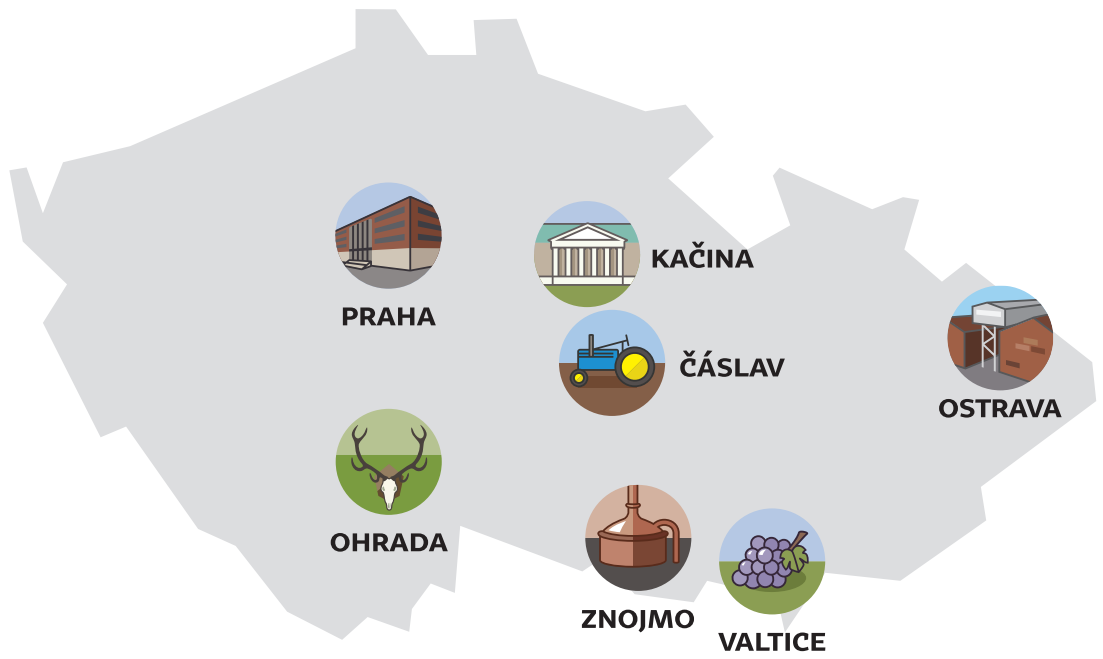 KAČINA
PRAHA
ČÁSLAV
OSTRAVA
OHRADA
ZNOJMO
VALTICE